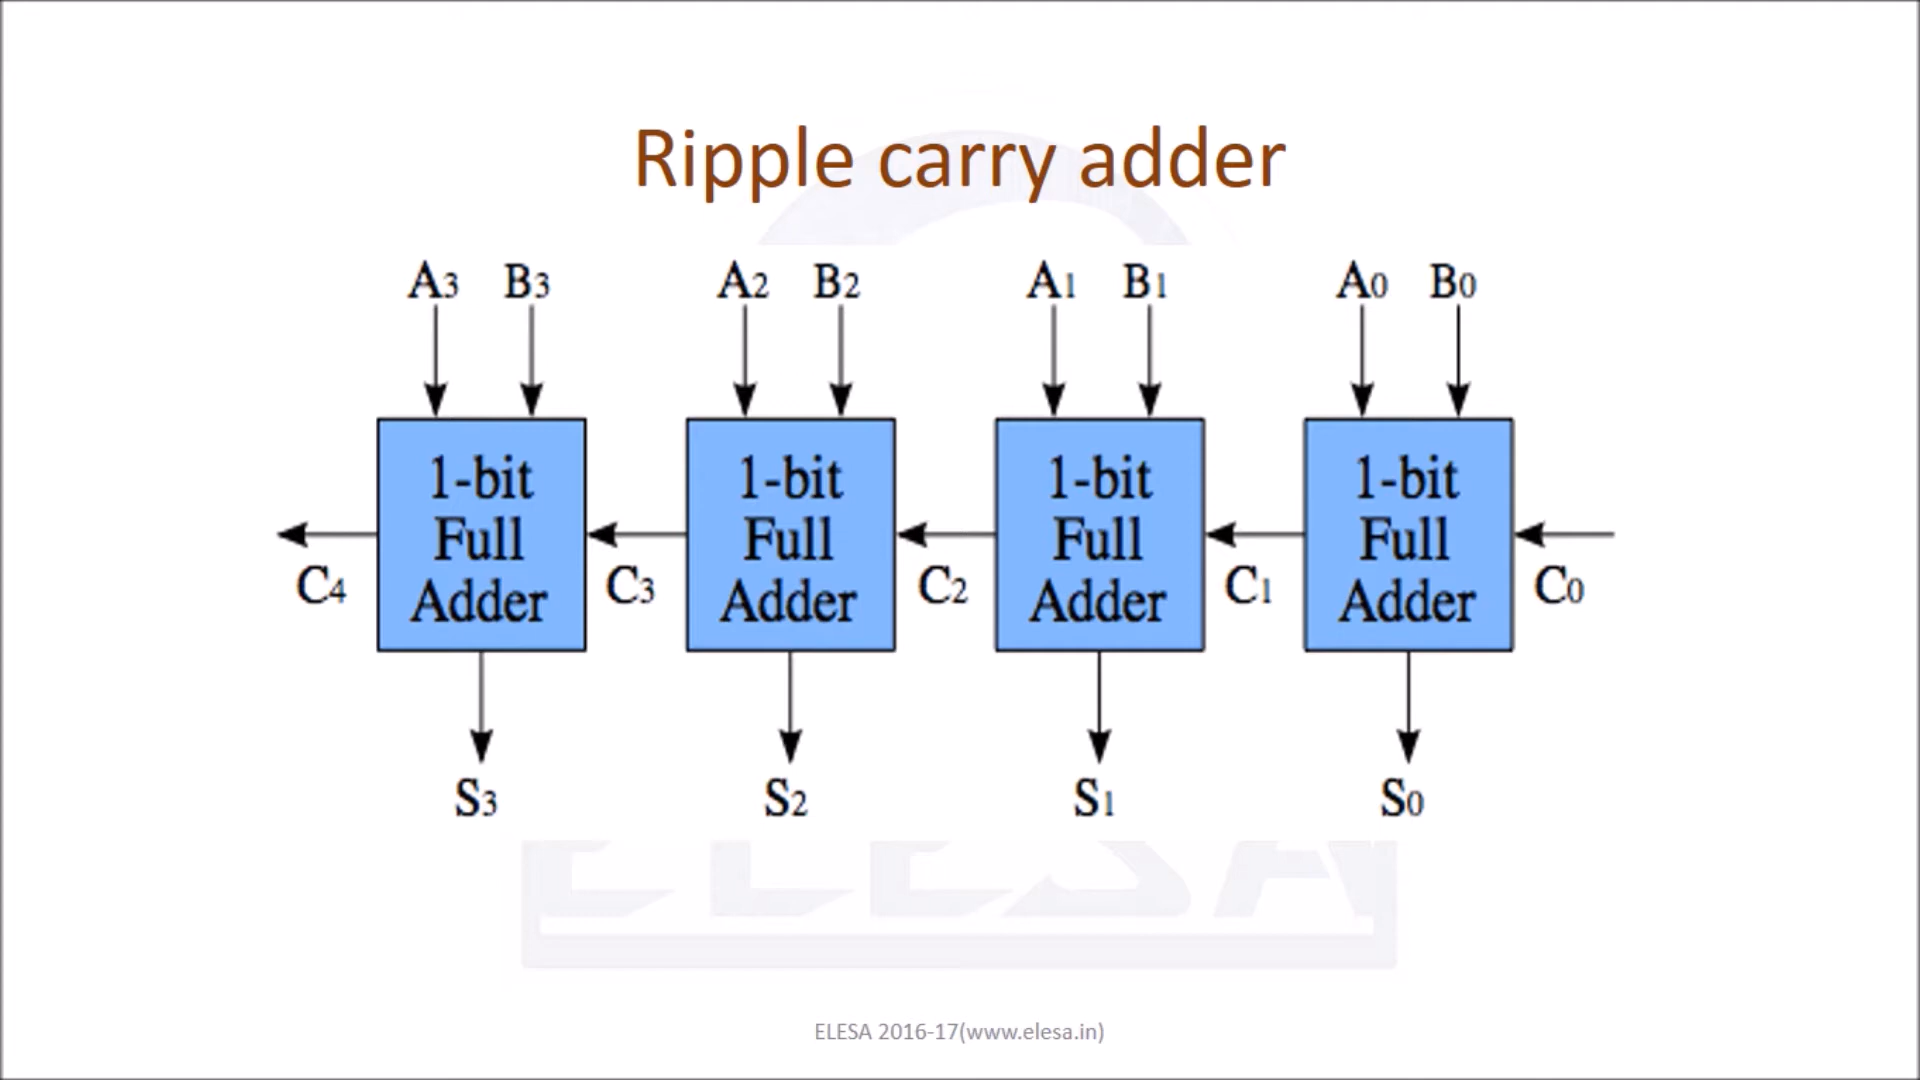 Ripple carry adder
A3 B3 A2 B2 A1 B1 A0 B0
1-bit 1-bit 1-bit 1-bit
Full Full Full Full
Adder Adder Adder Adder
C4 C3 C2 C1 C0
S3 S2 S1 S0
ELESA
ELESA 2016-17(www.elesa.in)